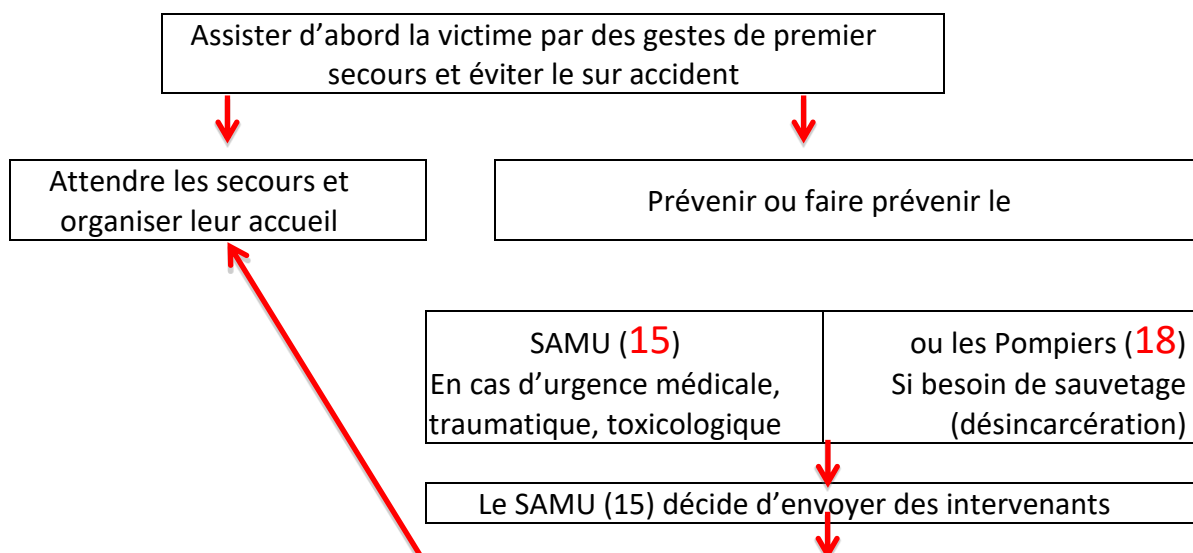 Assister d’abord la victime par des gestes de premier
secours et éviter le sur accident
Attendre les secours et
organiser leur accueil
Prévenir ou faire prévenir le
SAMU (15)
En cas d’urgence médicale,
traumatique, toxicologique
ou les Pompiers (18)
Si besoin de sauvetage
(désincarcération)
Le SAMU (15) décide d’envoyer des intervenants